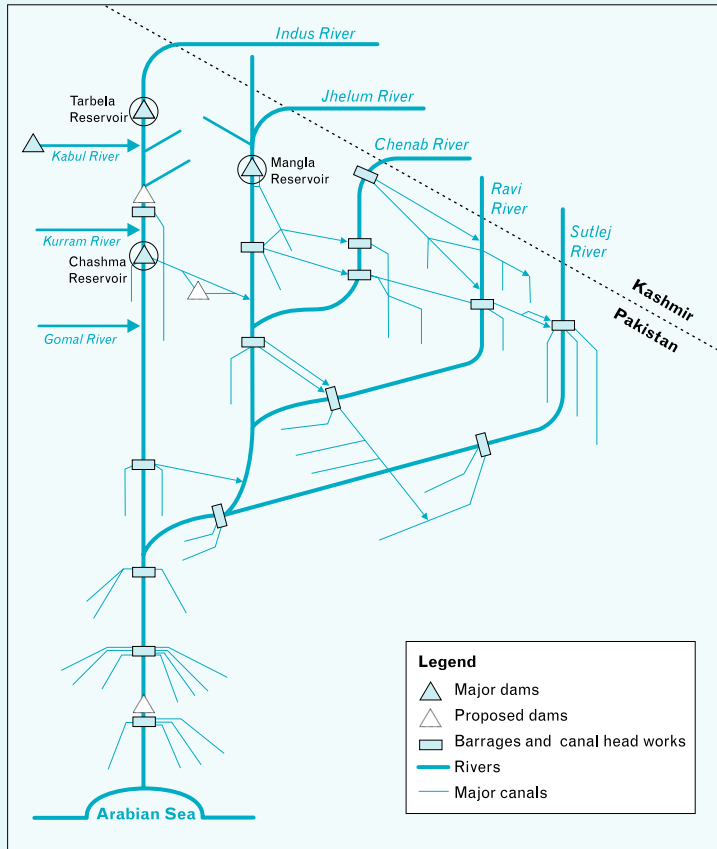 Indus River
Tarbela
Reservoir
Jhelum River
Kabul River
Chenab River
Mangla
Reservoir
Ravi
River
Sutlej
River
Kurram River
Chashma
Reservoir
Kashmir
Pakistan
Gomal River
Legend
Major dams
Proposed dams
Barrages and canal head works
Rivers
Major canals
Arabian Sea